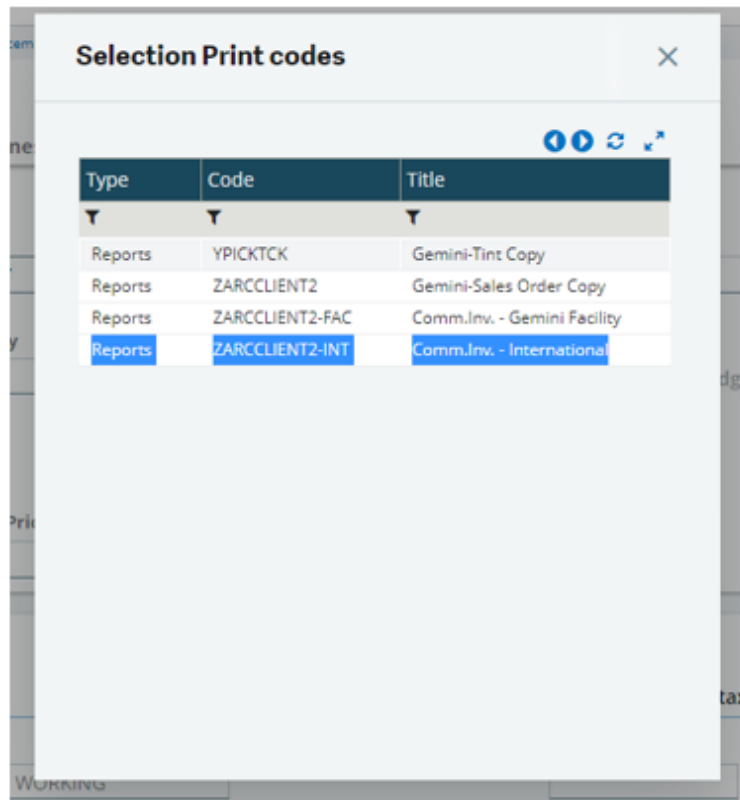 Selection Print codes
Type Code Title
Reports YPICKTCK Gemini-Tint Copy
Reports ZARCCLIENT2 Gemini-Sales Order Copy
Reports ZARCCLIENT2-FAC Comm.Inv. - Gemini Facility
Reports ZARCCLIENT2-INT Comm.Inv. - International
WORKING